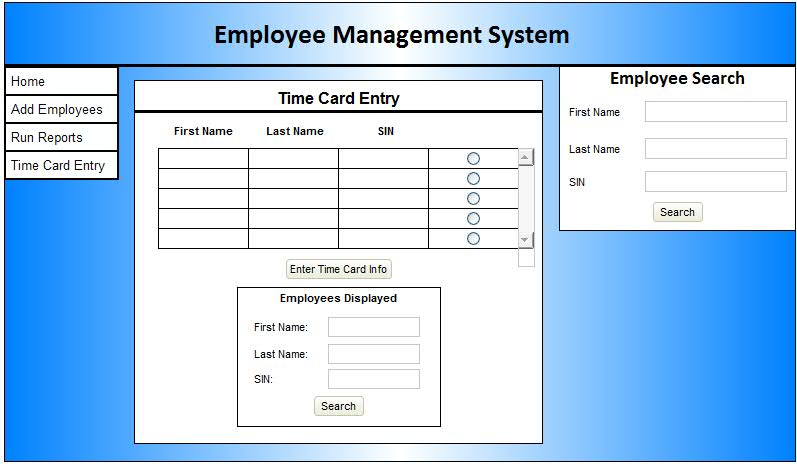 Employee Management System
Home
Add Employees
Run Reports
Time Card Entry
Time Card Entry
First Name Last Name SIN
Enter Time Card Info
Employees Displayed
First Name:
Last Name:
SIN:
Search
Employee Search
First Name
Last Name
SIN
Search